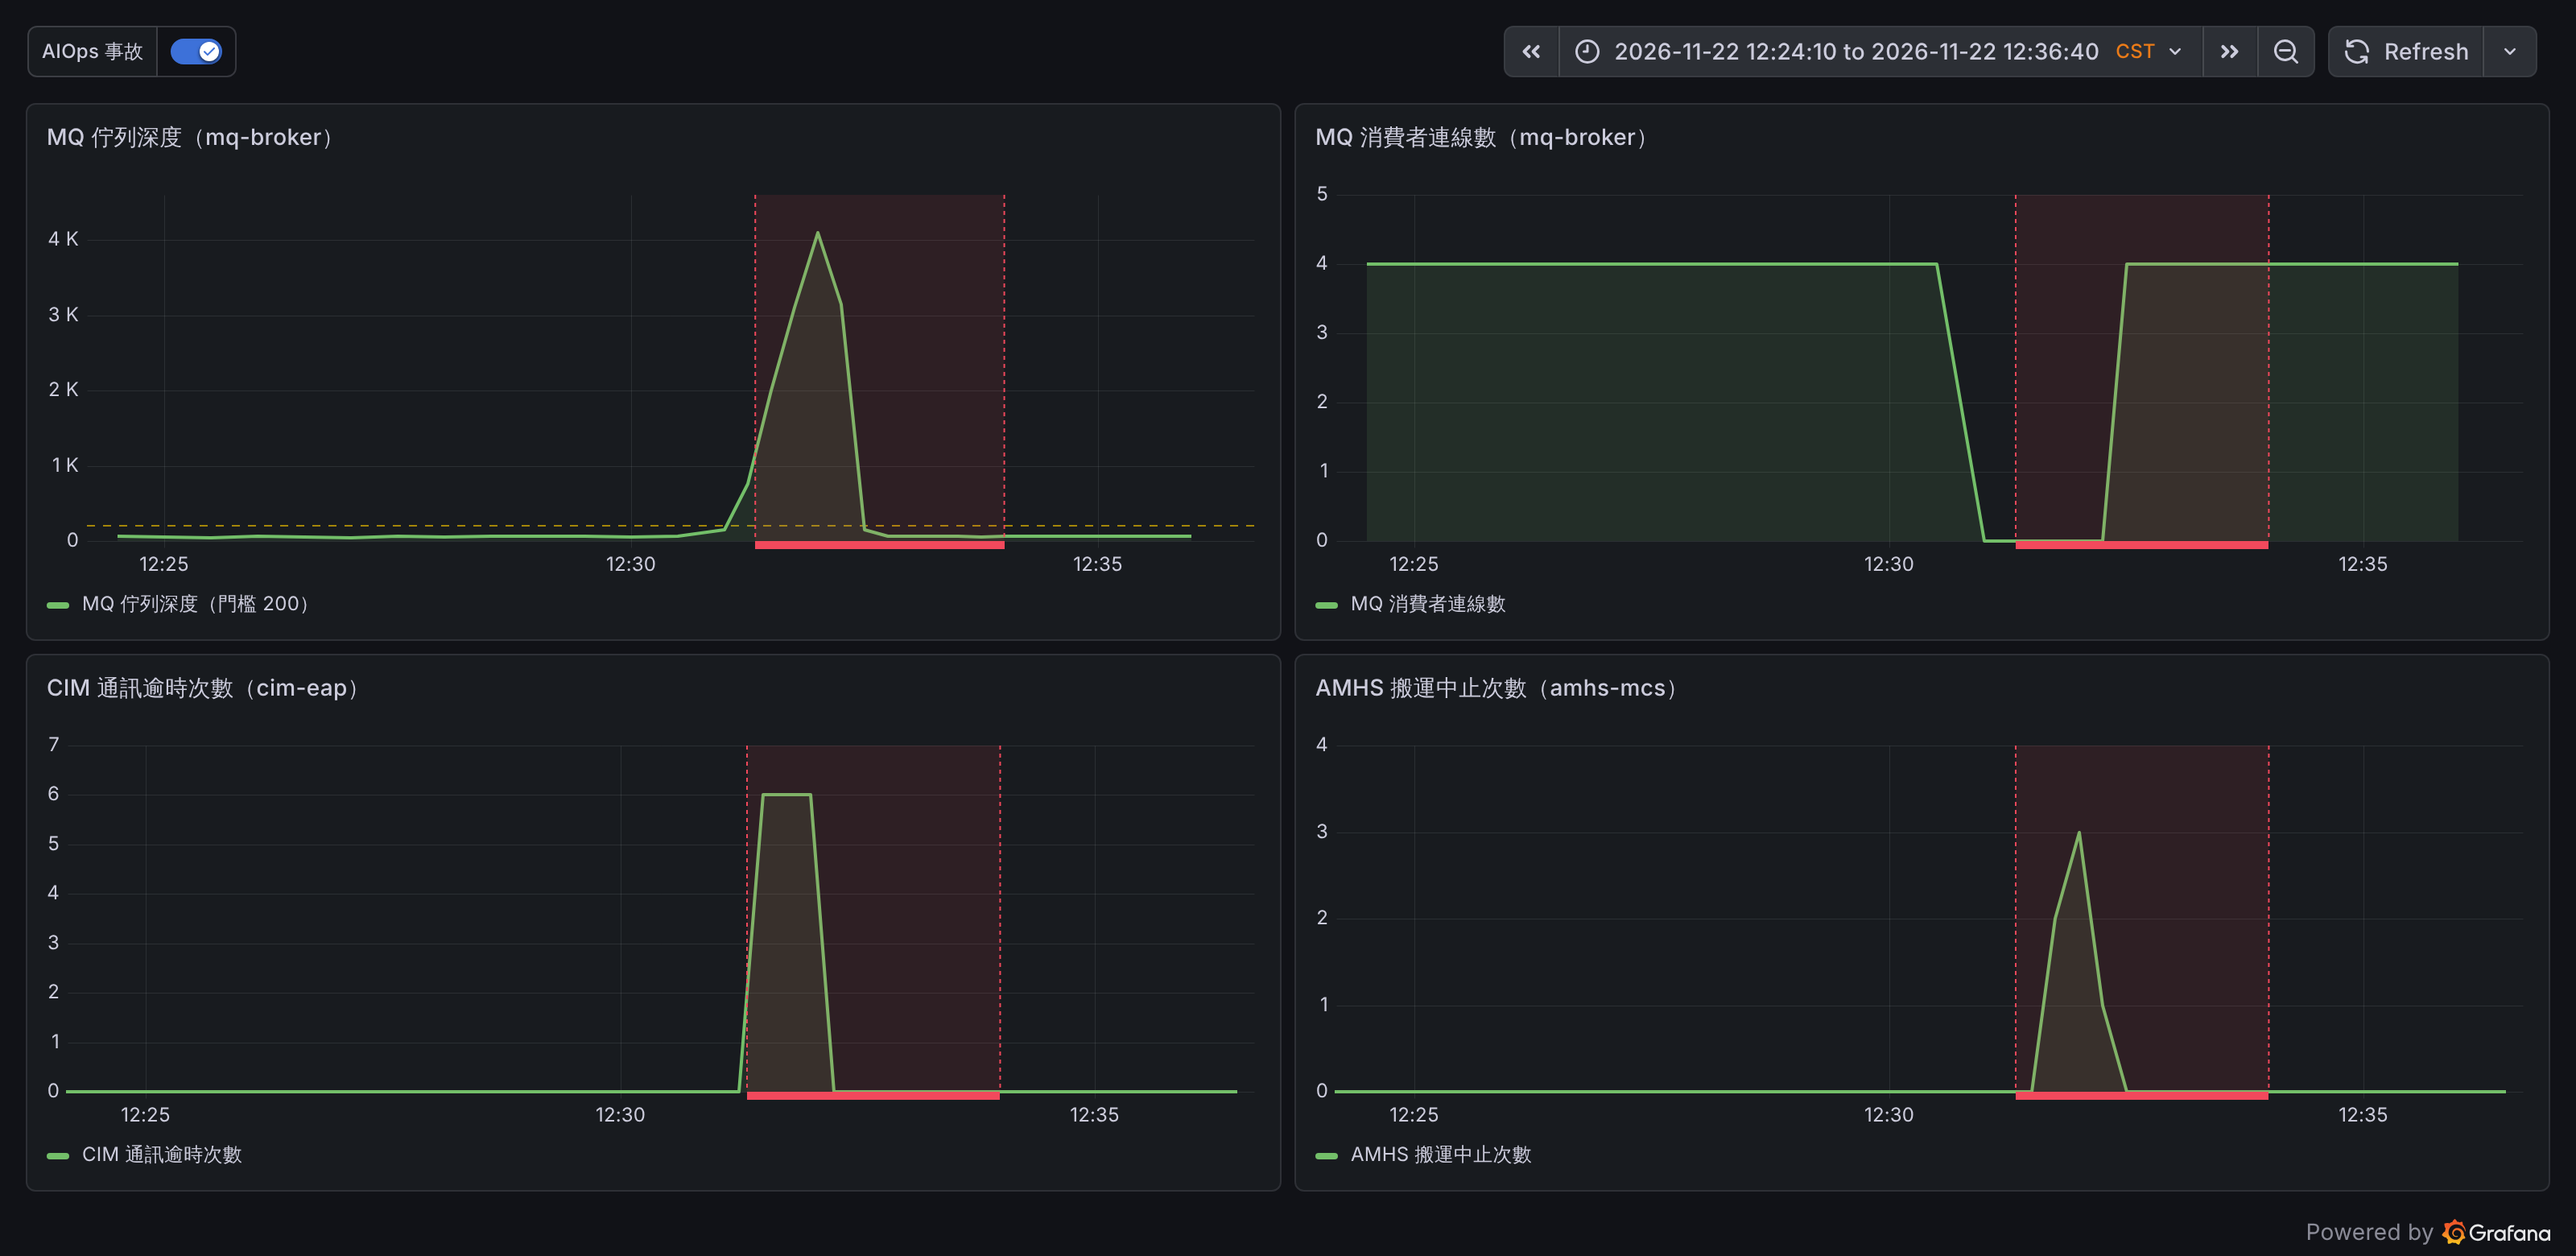 AIOps 事故
2026-11-22 12:24:10 to 2026-11-22 12:36:40 CST
Refresh
MQ 佇列深度（mq-broker）
4 K
3 K
2 K
1 K
0
12:25 12:30 12:35
MQ 佇列深度（門檻 200）
MQ 消費者連線數（mq-broker）
5
4
3
2
1
0
12:25 12:30 12:35
MQ 消費者連線數
CIM 通訊逾時次數（cim-eap）
7
6
5
4
3
2
1
0
12:25 12:30 12:35
CIM 通訊逾時次數
AMHS 搬運中止次數（amhs-mcs）
4
3
2
1
0
12:25 12:30 12:35
AMHS 搬運中止次數
Powered by Grafana